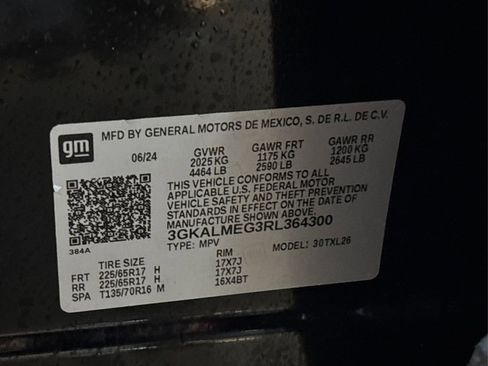 gm
MFD BY GENERAL MOTORS DE MEXICO, S. DE R.L. DE C.V.
06/24 GVWR GAWR FRT GAWR RR
2025 KG 1175 KG 1200 KG
4464 LB 2590 LB 2645 LB
THIS VEHICLE CONFORMS TO ALL
APPLICABLE U.S. FEDERAL MOTOR
VEHICLE SAFETY AND THEFT PREVENTION
STANDARDS IN EFFECT ON THE DATE OF
MANUFACTURE SHOWN ABOVE.
3GKALMEG3RL364300
384A TYPE: MPV MODEL: 30TXL26
TIRE SIZE RIM
FRT 225/65R17 H 17X7J
RR 225/65R17 H 17X7J
SPA T135/70R16 M 16X4BT